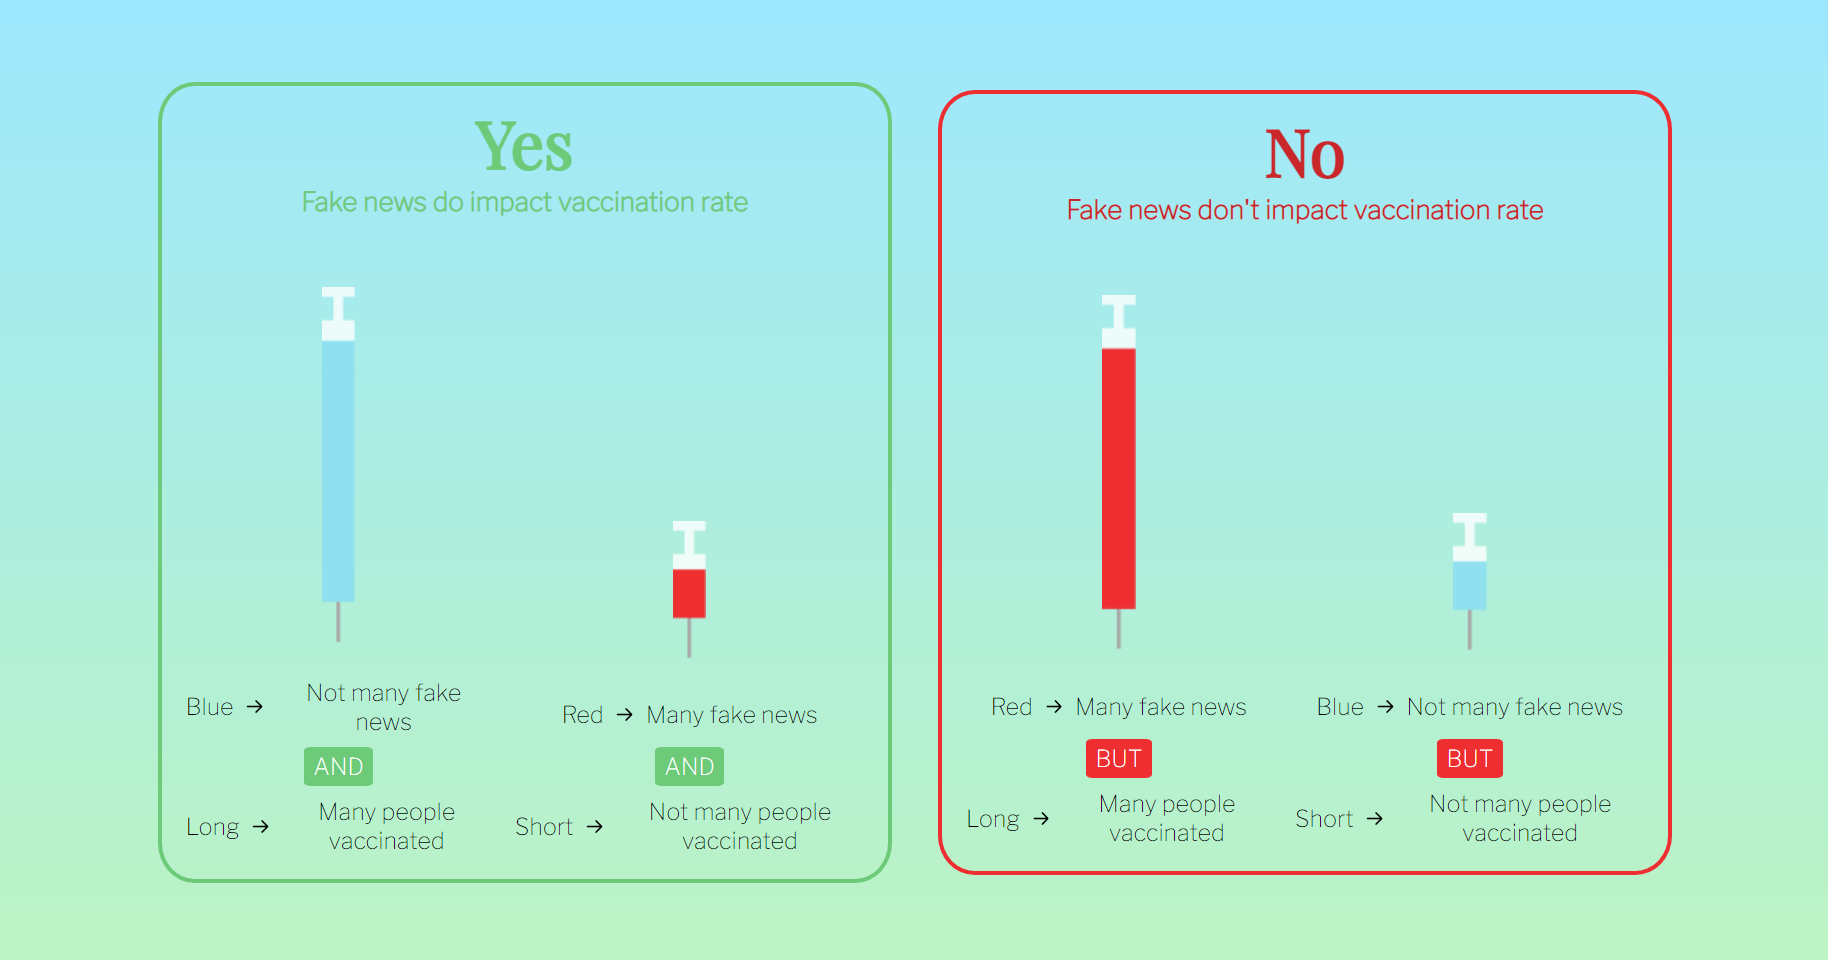 Yes
Fake news do impact vaccination rate
Blue → Not many fake
news
AND
Long → Many people
vaccinated
Red → Many fake news
AND
Short → Not many people
vaccinated
No
Fake news don't impact vaccination rate
Red → Many fake news
BUT
Long → Many people
vaccinated
Blue → Not many fake news
BUT
Short → Not many people
vaccinated